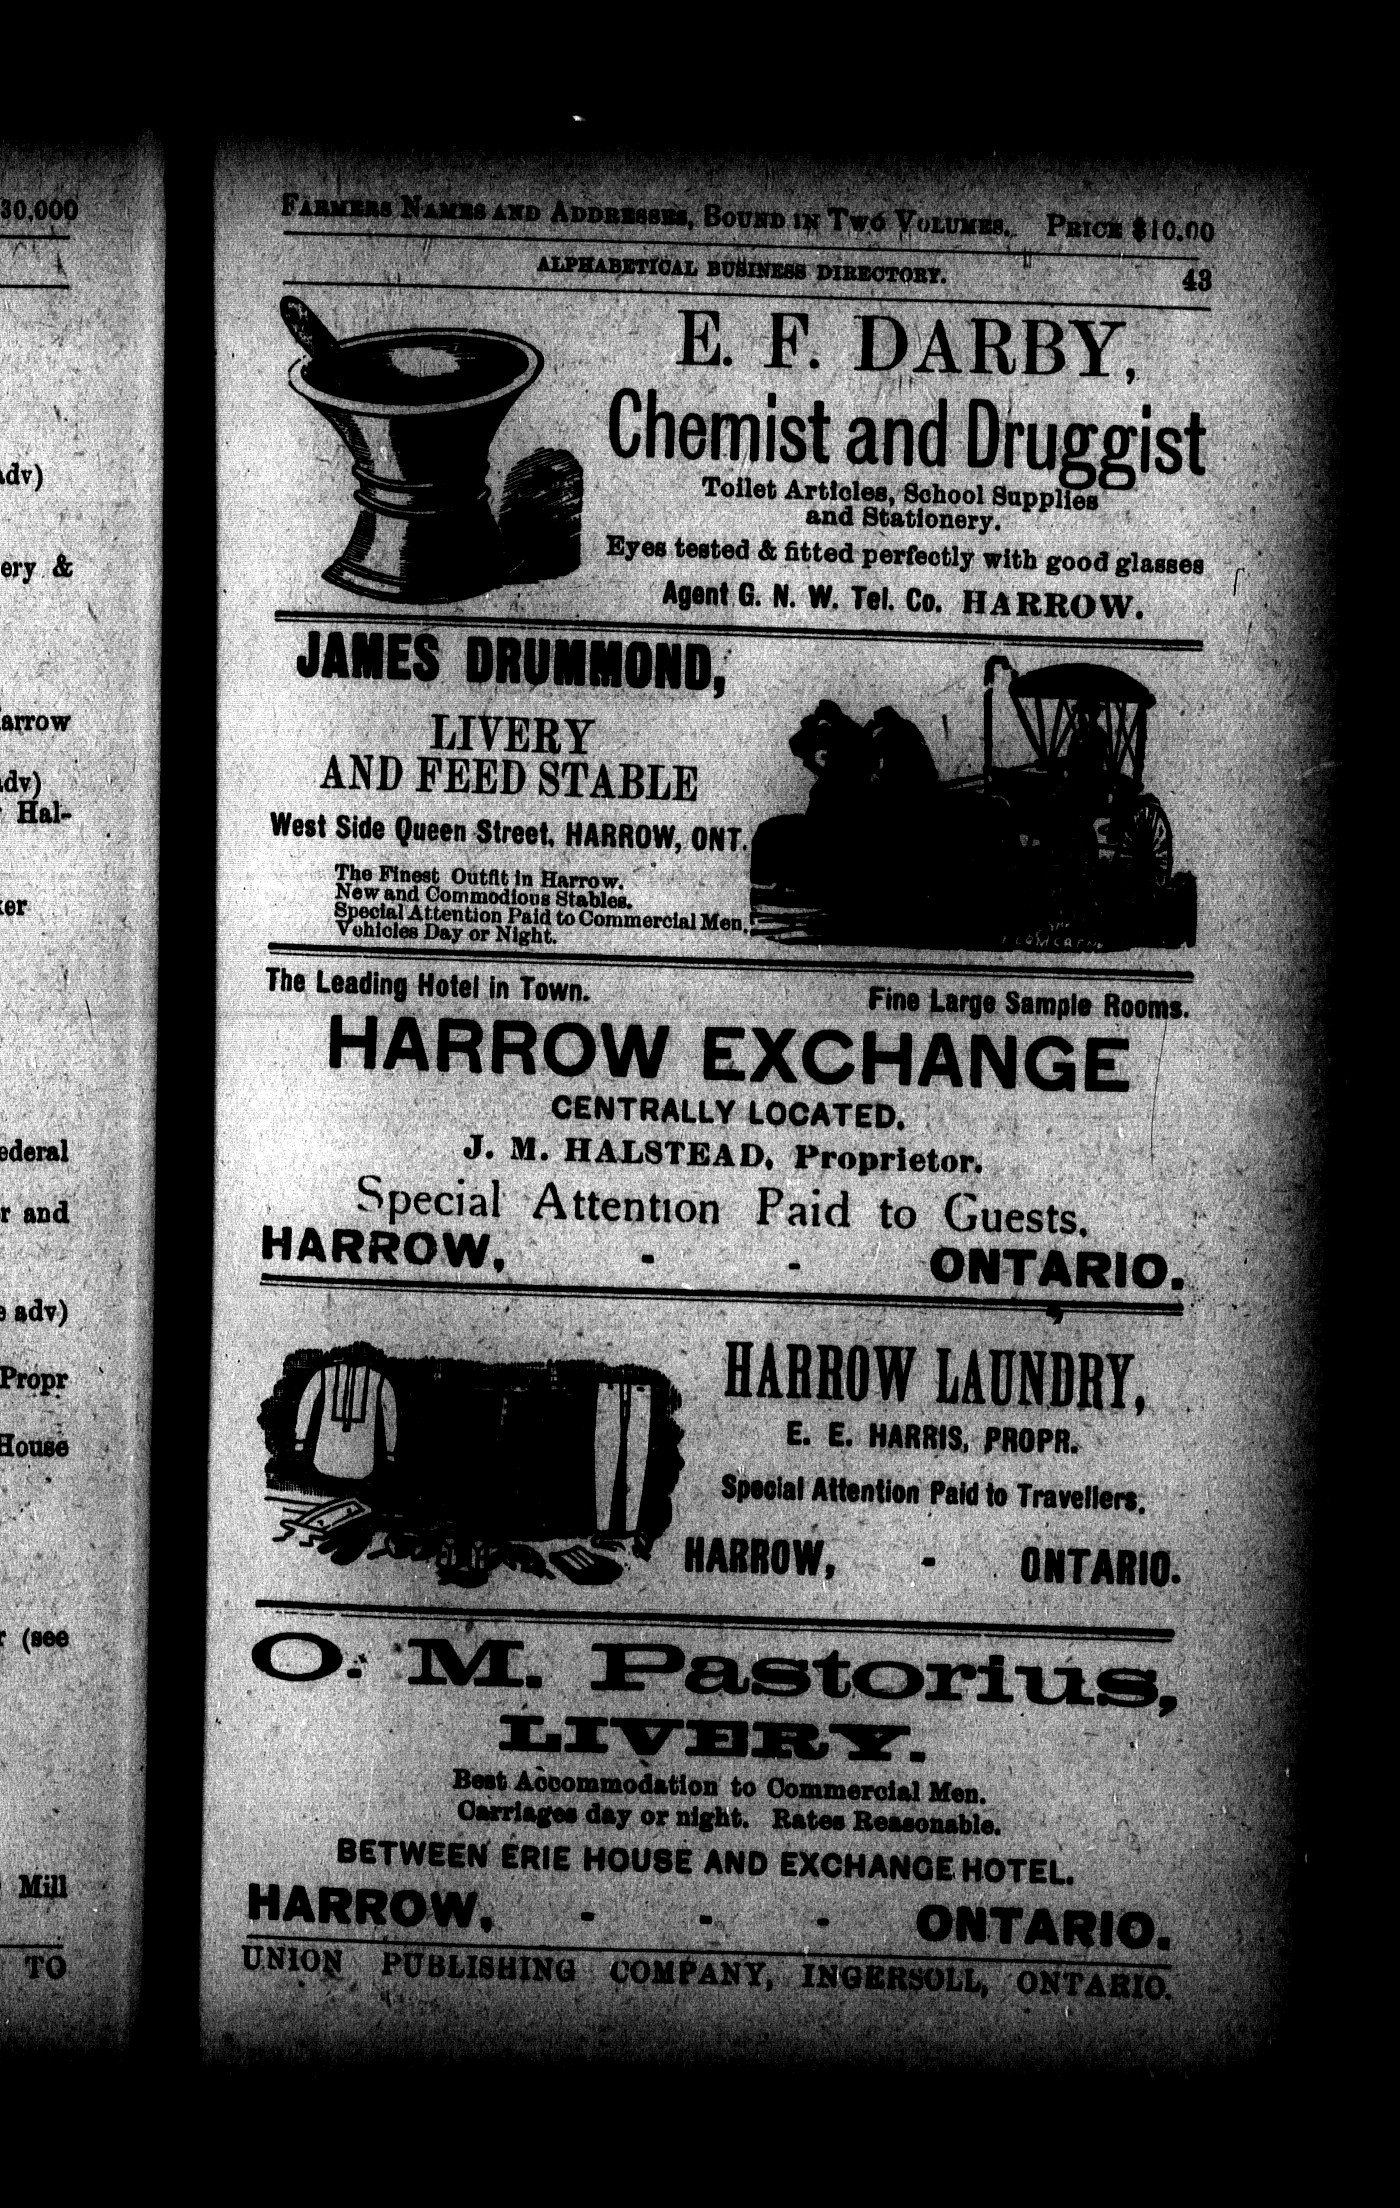 30,000
adv)
ery &
arrow
adv)
Hal-
ker
ederal
r and
e adv)
Propr
House
r (see
Mill
TO
FARMERS NAMES AND ADDRESSES, BOUND IN TWO VOLUMES. PRICE $10.00
ALPHABETICAL BUSINESS DIRECTORY. 43
E. F. DARBY,
Chemist and Druggist
Toilet Articles, School Supplies
and Stationery.
Eyes tested & fitted perfectly with good glasses
Agent G. N. W. Tel. Co. HARROW.
JAMES DRUMMOND,
LIVERY
AND FEED STABLE
West Side Queen Street, HARROW, ONT.
The Finest Outfit in Harrow.
New and Commodious Stables.
Special Attention Paid to Commercial Men.
Vehicles Day or Night.
The Leading Hotel in Town. Fine Large Sample Rooms.
HARROW EXCHANGE
CENTRALLY LOCATED.
J. M. HALSTEAD, Proprietor.
Special Attention Paid to Guests.
HARROW, - - ONTARIO.
HARROW LAUNDRY,
E. E. HARRIS, PROPR.
Special Attention Paid to Travellers.
HARROW, - ONTARIO.
O. M. Pastorius,
LIVERY.
Best Accommodation to Commercial Men.
Carriages day or night. Rates Reasonable.
BETWEEN ERIE HOUSE AND EXCHANGE HOTEL.
HARROW, - - - ONTARIO.
UNION PUBLISHING COMPANY, INGERSOLL, ONTARIO.